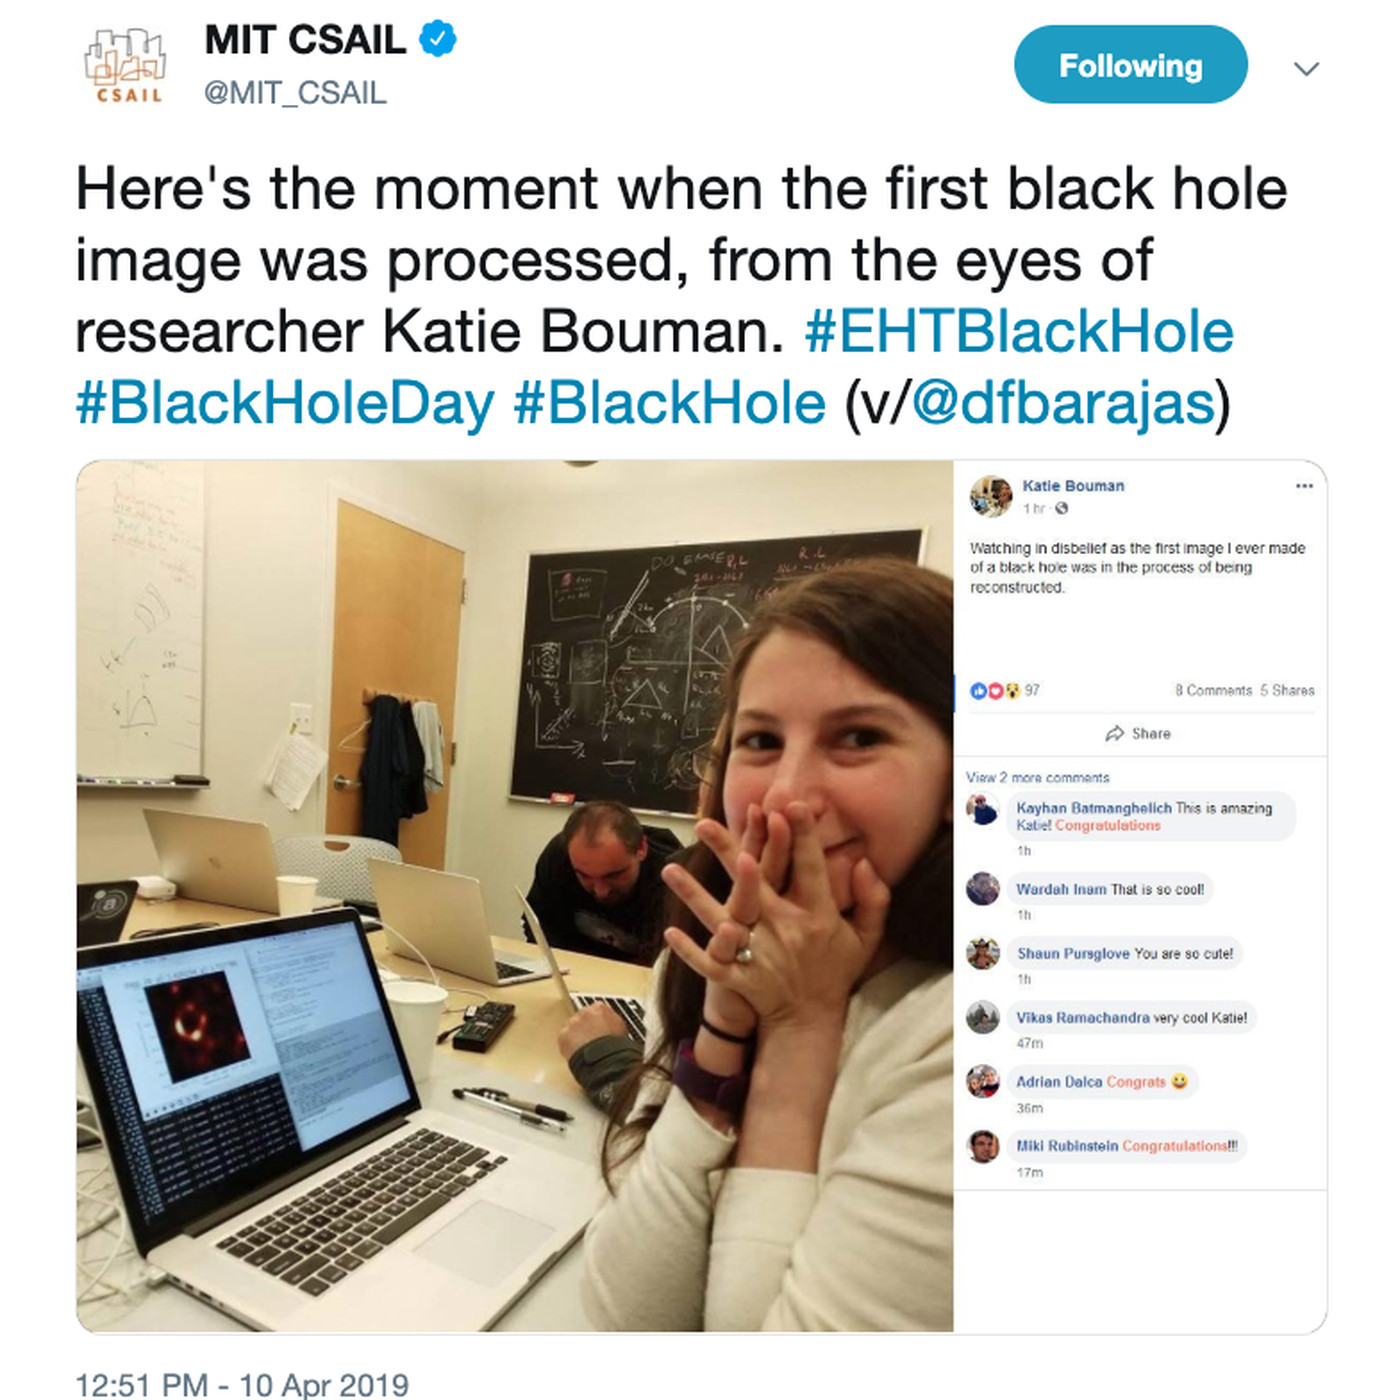 MIT CSAIL
@MIT_CSAIL
CSAIL
Following
Here's the moment when the first black hole
image was processed, from the eyes of
researcher Katie Bouman. #EHTBlackHole
#BlackHoleDay #BlackHole (v/@dfbarajas)
DO ERASE
Katie Bouman
1 hr
Watching in disbelief as the first image I ever made
of a black hole was in the process of being
reconstructed.
97
8 Comments 5 Shares
Share
View 2 more comments
Kayhan Batmanghelich This is amazing
Katie! Congratulations
1h
Wardah Inam That is so cool!
1h
Shaun Pursglove You are so cute!
1h
Vikas Ramachandra very cool Katie!
47m
Adrian Dalca Congrats 😀
36m
Miki Rubinstein Congratulations!!!
17m
12:51 PM - 10 Apr 2019